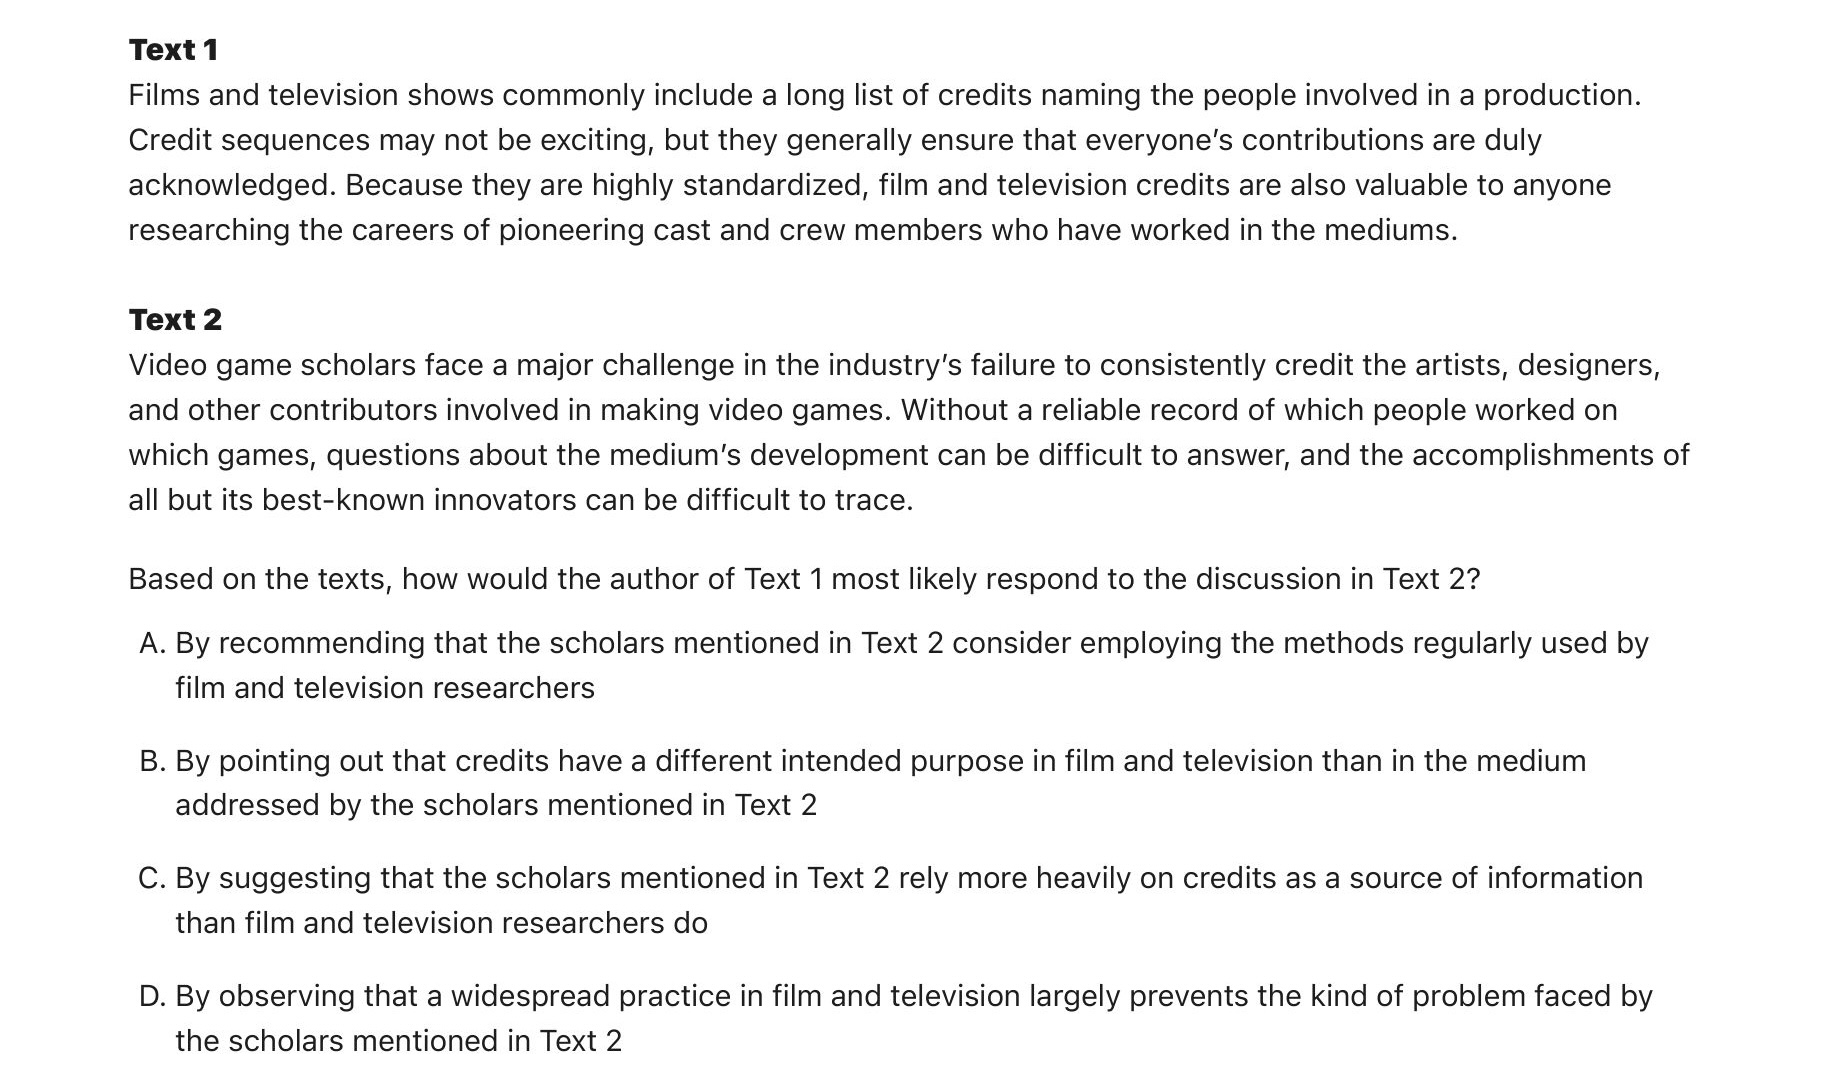 Text 1
Films and television shows commonly include a long list of credits naming the people involved in a production.
Credit sequences may not be exciting, but they generally ensure that everyone’s contributions are duly
acknowledged. Because they are highly standardized, film and television credits are also valuable to anyone
researching the careers of pioneering cast and crew members who have worked in the mediums.
Text 2
Video game scholars face a major challenge in the industry’s failure to consistently credit the artists, designers,
and other contributors involved in making video games. Without a reliable record of which people worked on
which games, questions about the medium’s development can be difficult to answer, and the accomplishments of
all but its best-known innovators can be difficult to trace.
Based on the texts, how would the author of Text 1 most likely respond to the discussion in Text 2?
A. By recommending that the scholars mentioned in Text 2 consider employing the methods regularly used by
film and television researchers
B. By pointing out that credits have a different intended purpose in film and television than in the medium
addressed by the scholars mentioned in Text 2
C. By suggesting that the scholars mentioned in Text 2 rely more heavily on credits as a source of information
than film and television researchers do
D. By observing that a widespread practice in film and television largely prevents the kind of problem faced by
the scholars mentioned in Text 2